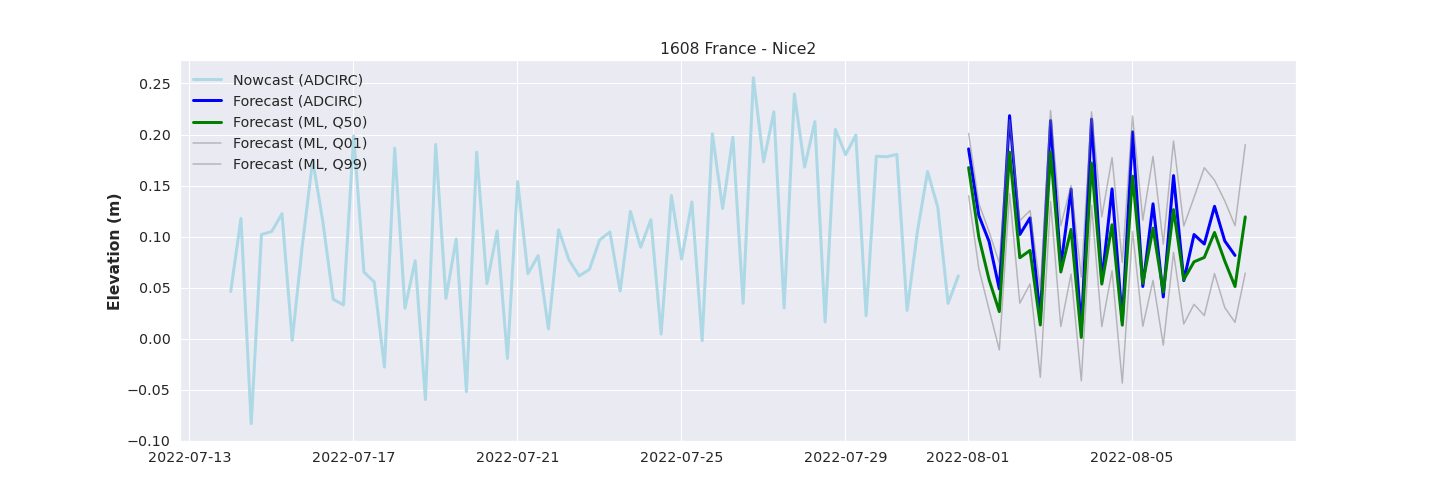 1608 France - Nice2
Nowcast (ADCIRC)
Forecast (ADCIRC)
Forecast (ML, Q50)
Forecast (ML, Q01)
Forecast (ML, Q99)
Elevation (m)
0.25
0.20
0.15
0.10
0.05
0.00
−0.05
−0.10
2022-07-13 2022-07-17 2022-07-21 2022-07-25 2022-07-29 2022-08-01 2022-08-05